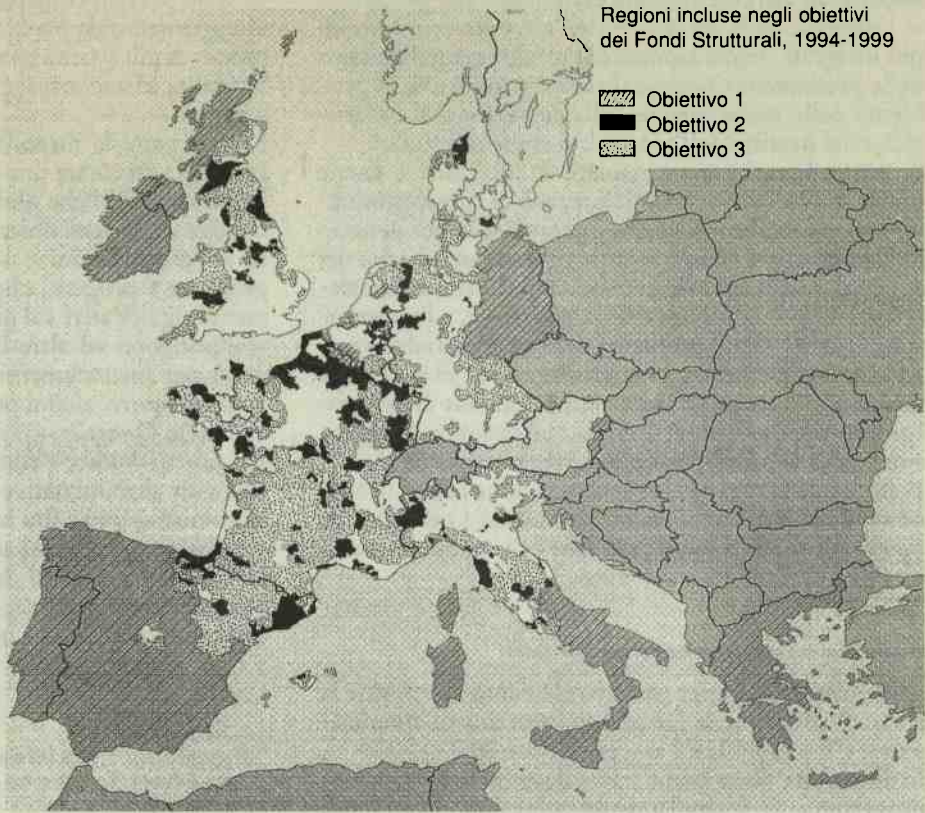 Regioni incluse negli obiettivi
dei Fondi Strutturali, 1994-1999
Obiettivo 1
Obiettivo 2
Obiettivo 3